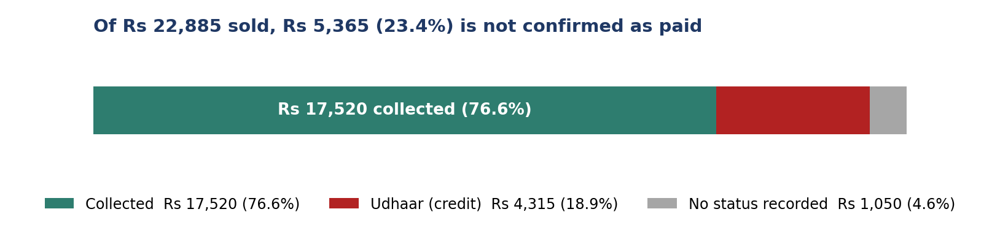 Of Rs 22,885 sold, Rs 5,365 (23.4%) is not confirmed as paid
Rs 17,520 collected (76.6%)
Collected  Rs 17,520 (76.6%)
Udhaar (credit)  Rs 4,315 (18.9%)
No status recorded  Rs 1,050 (4.6%)